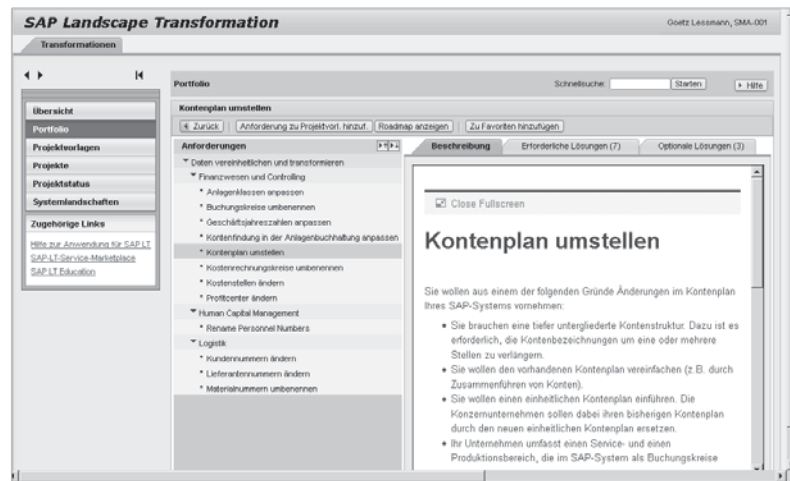 SAP Landscape Transformation
Goetz Lessmann, SMA-001
Transformationen
Portfolio
Schnellsuche:
Starten
Hilfe
Übersicht
Portfolio
Projektvorlagen
Projekte
Projektstatus
Systemlandschaften
Zugehörige Links
Hilfe zur Anwendung für SAP LT
SAP-LT-Service-Marketplace
SAP LT Education
Kontenplan umstellen
Zurück
Anforderung zu Projektvorl. hinzuf.
Roadmap anzeigen
Zu Favoriten hinzufügen
Anforderungen
Daten vereinheitlichen und transformieren
Finanzwesen und Controlling
Anlagenklassen anpassen
Buchungskreise umbenennen
Geschäftsjahreszahlen anpassen
Kontenfindung in der Anlagenbuchhaltung anpassen
Kontenplan umstellen
Kostenrechnungskreise umbenennen
Kostenstellen ändern
Profitcenter ändern
Human Capital Management
Rename Personnel Numbers
Logistik
Kundennummern ändern
Lieferantennummern ändern
Materialnummern umbenennen
Beschreibung
Erforderliche Lösungen (7)
Optionale Lösungen (3)
Close Fullscreen
Kontenplan umstellen
Sie wollen aus einem der folgenden Gründe Änderungen im Kontenplan
Ihres SAP-Systems vornehmen:
• Sie brauchen eine tiefer untergliederte Kontenstruktur. Dazu ist es
erforderlich, die Kontenbezeichnungen um eine oder mehrere
Stellen zu verlängern.
• Sie wollen den vorhandenen Kontenplan vereinfachen (z.B. durch
Zusammenführen von Konten).
• Sie wollen einen einheitlichen Kontenplan einführen. Die
Konzernunternehmen sollen dabei ihren bisherigen Kontenplan
durch den neuen einheitlichen Kontenplan ersetzen.
• Ihr Unternehmen umfasst einen Service- und einen
Produktionsbereich, die im SAP-System als Buchungskreise